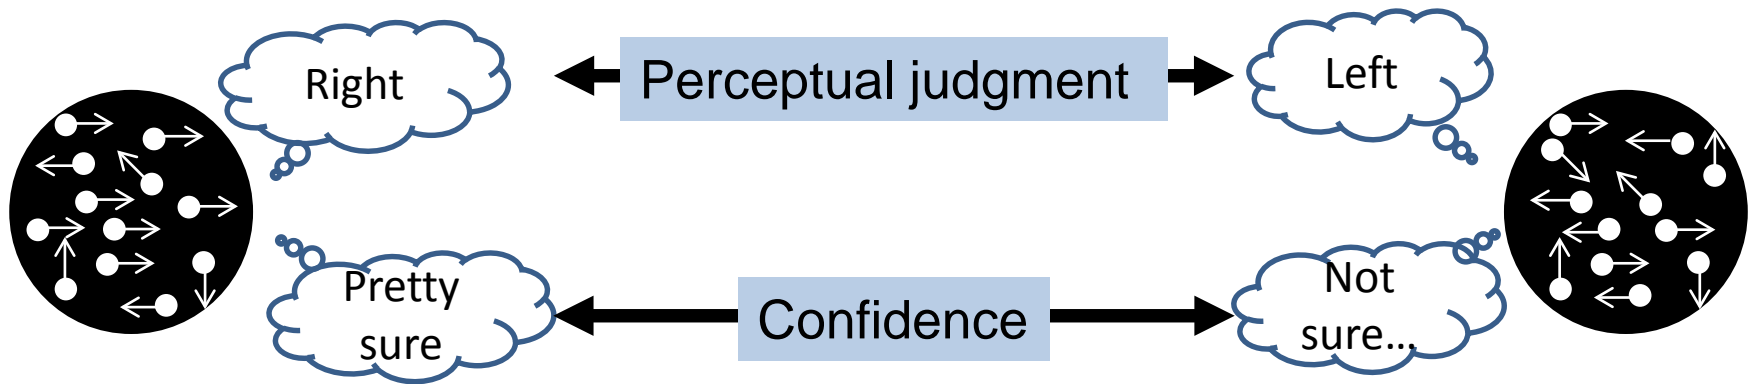 Right
Perceptual judgment
Left
Pretty
sure
Confidence
Not
sure...